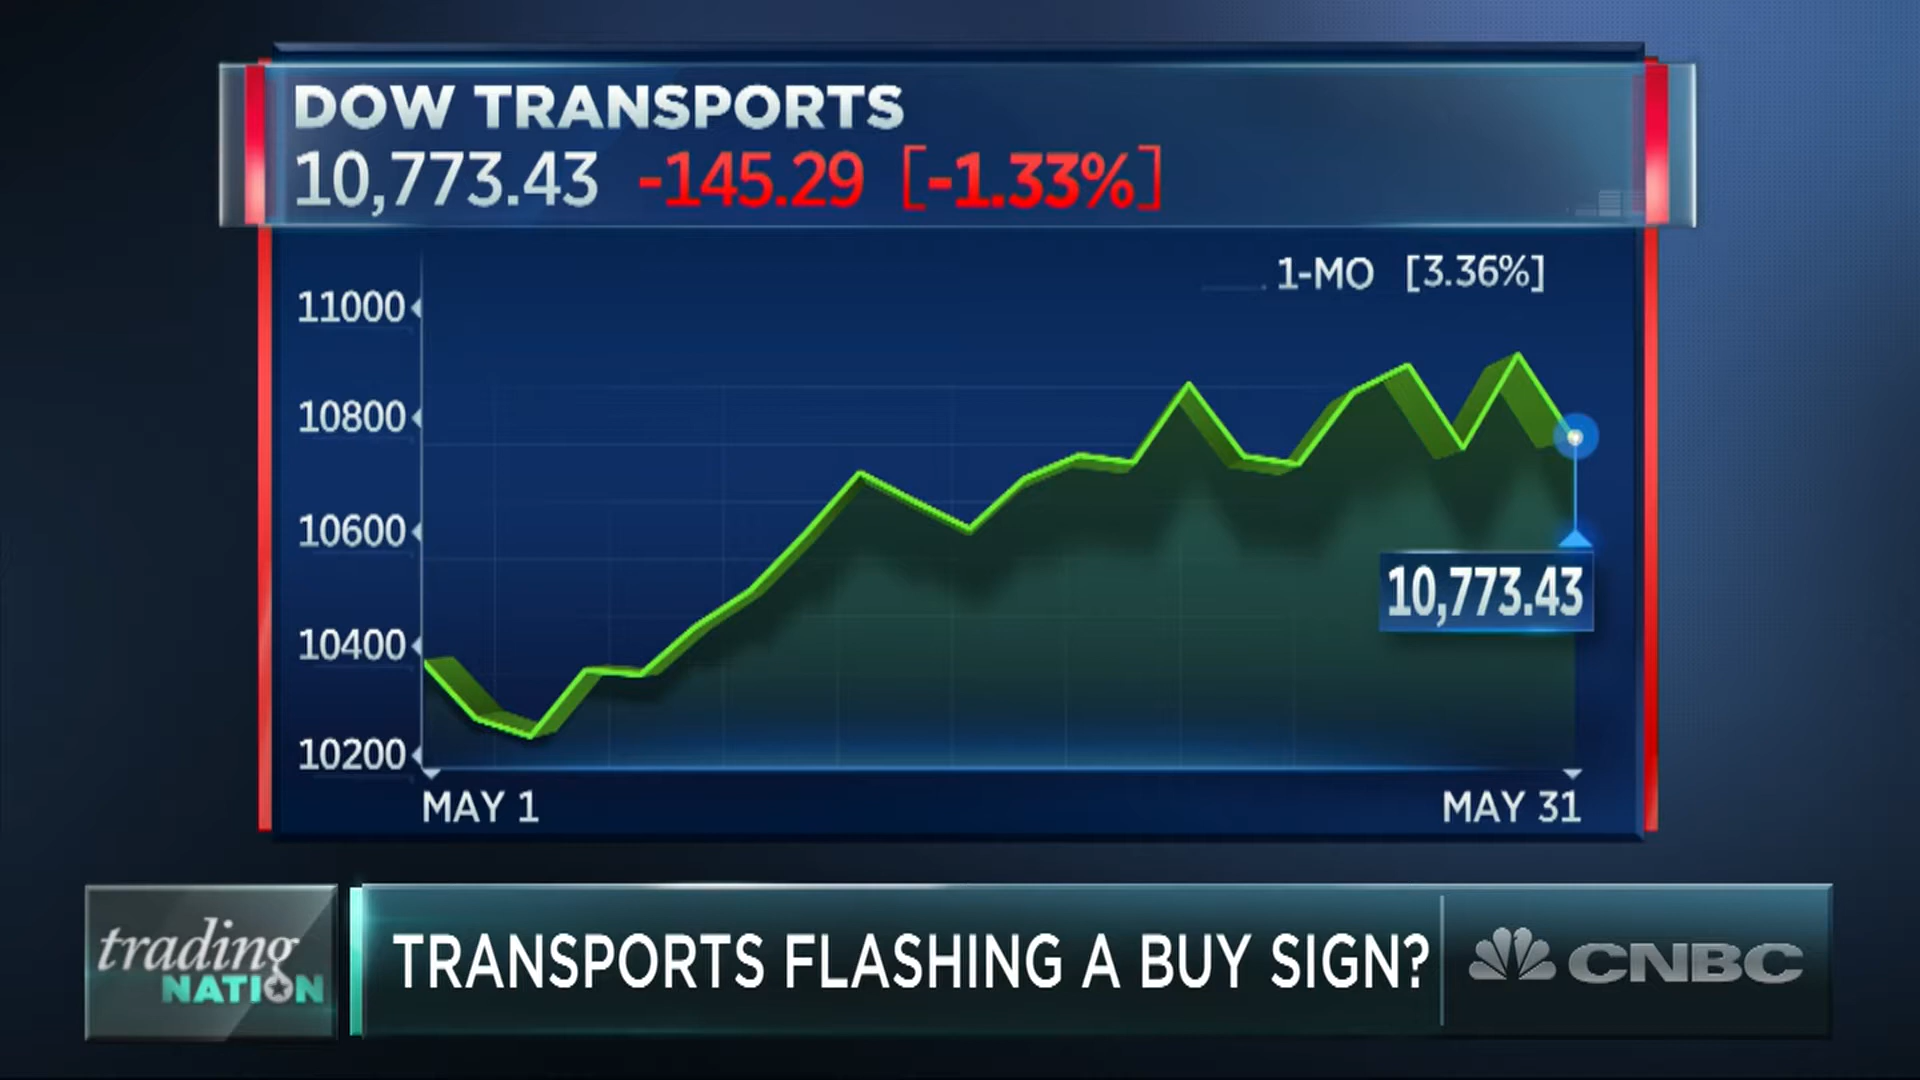 DOW TRANSPORTS
10,773.43 -145.29 [-1.33%]
1-MO [3.36%]
11000
10800
10600
10400
10200
10,773.43
MAY 1 MAY 31
trading
NATION
TRANSPORTS FLASHING A BUY SIGN?
CNBC